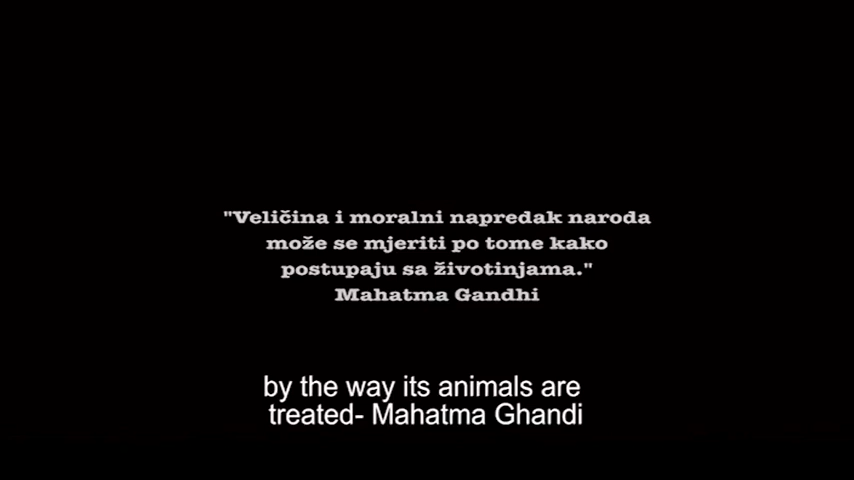 "Veličina i moralni napredak naroda
može se mjeriti po tome kako
postupaju sa životinjama."
Mahatma Gandhi
by the way its animals are
treated- Mahatma Ghandi